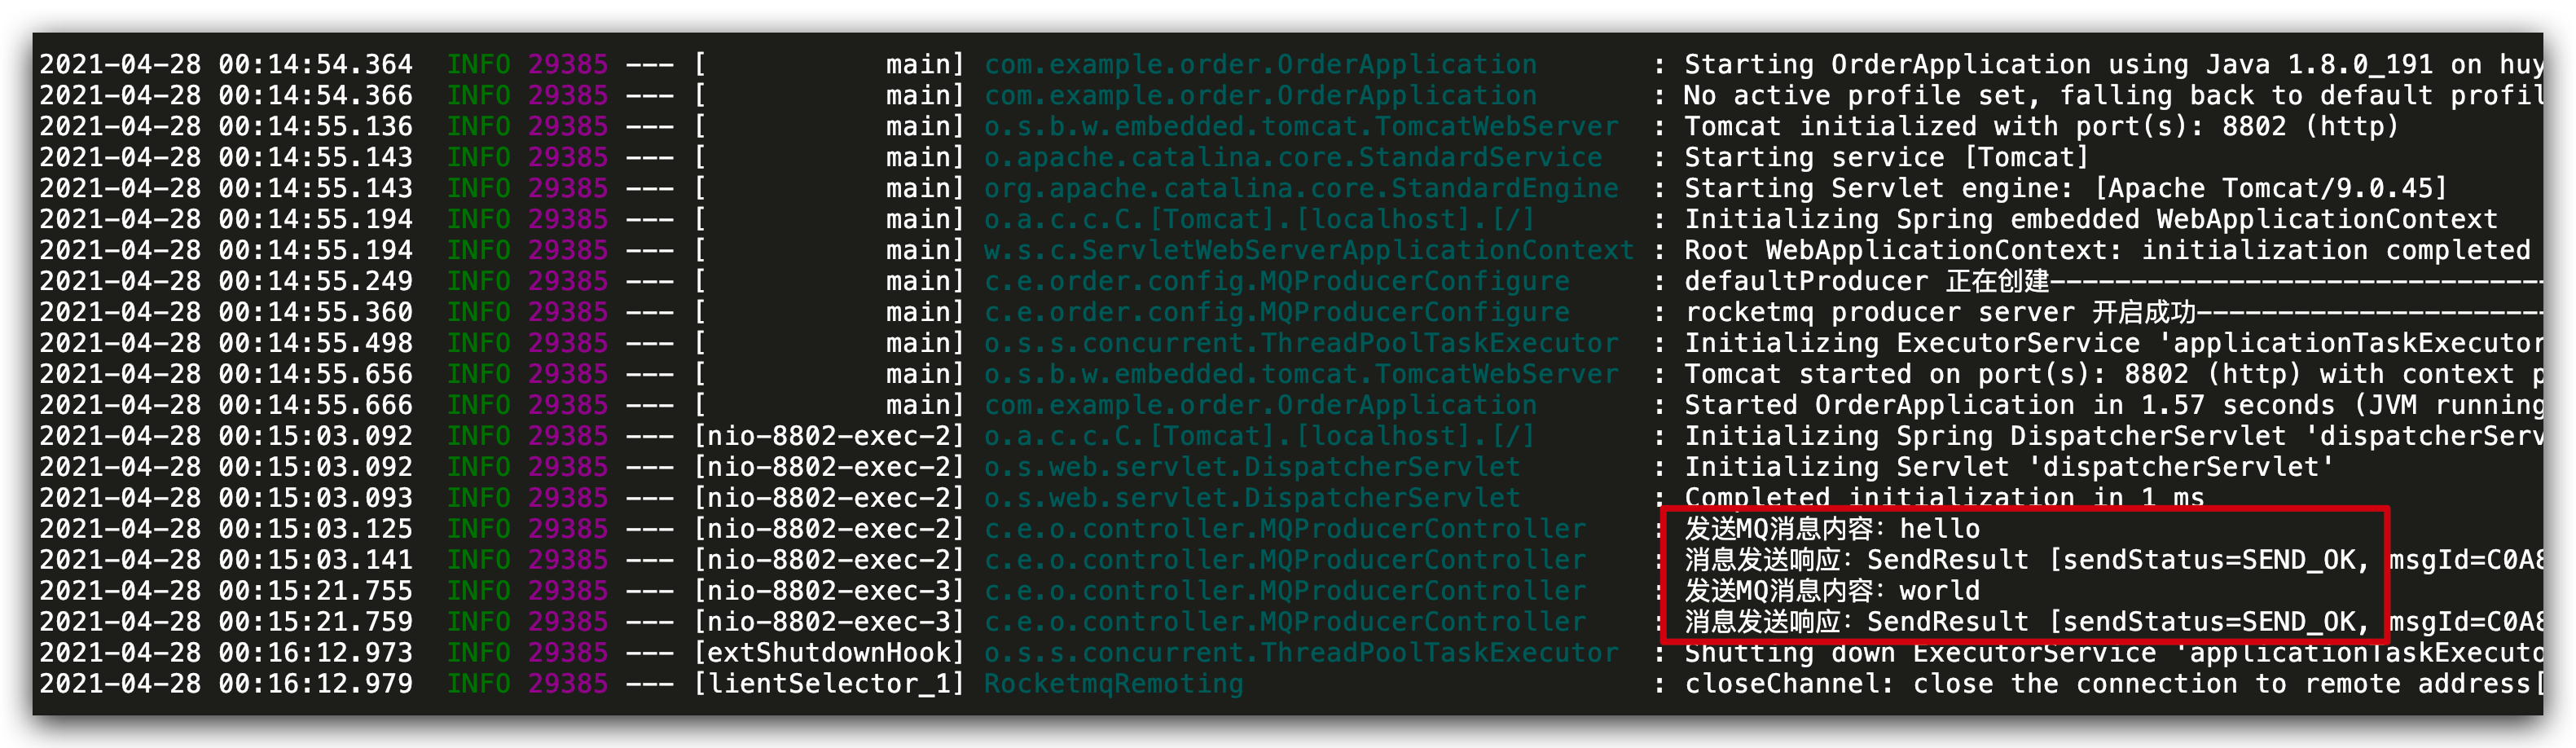 2021-04-28 00:14:54.364  INFO 29385 --- [           main] com.example.order.OrderApplication       : Starting OrderApplication using Java 1.8.0_191 on huy
2021-04-28 00:14:54.366  INFO 29385 --- [           main] com.example.order.OrderApplication       : No active profile set, falling back to default profil
2021-04-28 00:14:55.136  INFO 29385 --- [           main] o.s.b.w.embedded.tomcat.TomcatWebServer  : Tomcat initialized with port(s): 8802 (http)
2021-04-28 00:14:55.143  INFO 29385 --- [           main] o.apache.catalina.core.StandardService   : Starting service [Tomcat]
2021-04-28 00:14:55.143  INFO 29385 --- [           main] org.apache.catalina.core.StandardEngine  : Starting Servlet engine: [Apache Tomcat/9.0.45]
2021-04-28 00:14:55.194  INFO 29385 --- [           main] o.a.c.c.C.[Tomcat].[localhost].[/]       : Initializing Spring embedded WebApplicationContext
2021-04-28 00:14:55.194  INFO 29385 --- [           main] w.s.c.ServletWebServerApplicationContext : Root WebApplicationContext: initialization completed
2021-04-28 00:14:55.249  INFO 29385 --- [           main] c.e.order.config.MQProducerConfigure     : defaultProducer 正在创建-------------------------------
2021-04-28 00:14:55.360  INFO 29385 --- [           main] c.e.order.config.MQProducerConfigure     : rocketmq producer server 开启成功----------------------
2021-04-28 00:14:55.498  INFO 29385 --- [           main] o.s.s.concurrent.ThreadPoolTaskExecutor  : Initializing ExecutorService 'applicationTaskExecutor
2021-04-28 00:14:55.656  INFO 29385 --- [           main] o.s.b.w.embedded.tomcat.TomcatWebServer  : Tomcat started on port(s): 8802 (http) with context p
2021-04-28 00:14:55.666  INFO 29385 --- [           main] com.example.order.OrderApplication       : Started OrderApplication in 1.57 seconds (JVM running
2021-04-28 00:15:03.092  INFO 29385 --- [nio-8802-exec-2] o.a.c.c.C.[Tomcat].[localhost].[/]       : Initializing Spring DispatcherServlet 'dispatcherServ
2021-04-28 00:15:03.092  INFO 29385 --- [nio-8802-exec-2] o.s.web.servlet.DispatcherServlet        : Initializing Servlet 'dispatcherServlet'
2021-04-28 00:15:03.093  INFO 29385 --- [nio-8802-exec-2] o.s.web.servlet.DispatcherServlet        : Completed initialization in 1 ms
2021-04-28 00:15:03.125  INFO 29385 --- [nio-8802-exec-2] c.e.o.controller.MQProducerController    : 发送MQ消息内容：hello
2021-04-28 00:15:03.141  INFO 29385 --- [nio-8802-exec-2] c.e.o.controller.MQProducerController    : 消息发送响应：SendResult [sendStatus=SEND_OK, msgId=C0A8
2021-04-28 00:15:21.755  INFO 29385 --- [nio-8802-exec-3] c.e.o.controller.MQProducerController    : 发送MQ消息内容：world
2021-04-28 00:15:21.759  INFO 29385 --- [nio-8802-exec-3] c.e.o.controller.MQProducerController    : 消息发送响应：SendResult [sendStatus=SEND_OK, msgId=C0A8
2021-04-28 00:16:12.973  INFO 29385 --- [extShutdownHook] o.s.s.concurrent.ThreadPoolTaskExecutor  : Shutting down ExecutorService 'applicationTaskExecuto
2021-04-28 00:16:12.979  INFO 29385 --- [lientSelector_1] RocketmqRemoting                         : closeChannel: close the connection to remote address[